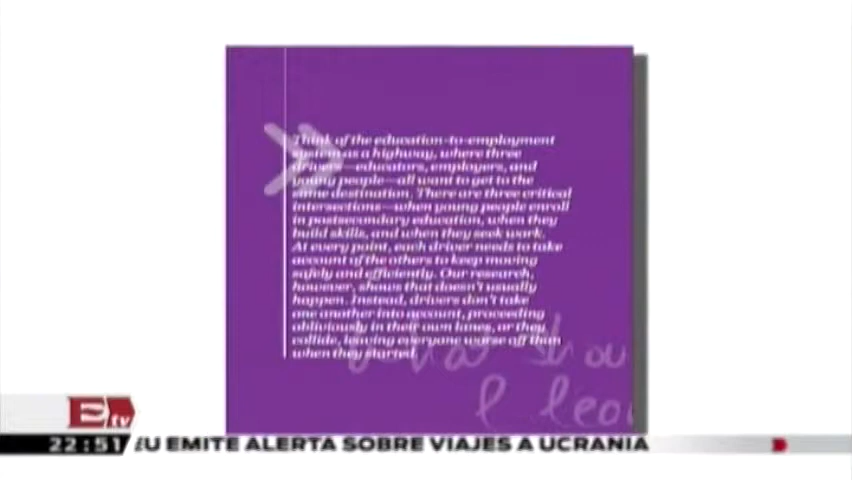 Think of the education-to-employment
system as a highway, where three
drivers—educators, employers, and
young people—all want to get to the
same destination. There are three critical
intersections—when young people enroll
in postsecondary education, when they
build skills, and when they seek work.
At every point, each driver needs to take
account of the others to keep moving
safely and efficiently. Our research,
however, shows that doesn't usually
happen. Instead, drivers don't take
one another into account, proceeding
obliviously in their own lanes, or they
collide, leaving everyone worse off than
when they started.
What shou
I lea
tv
22:51 EU EMITE ALERTA SOBRE VIAJES A UCRANIA